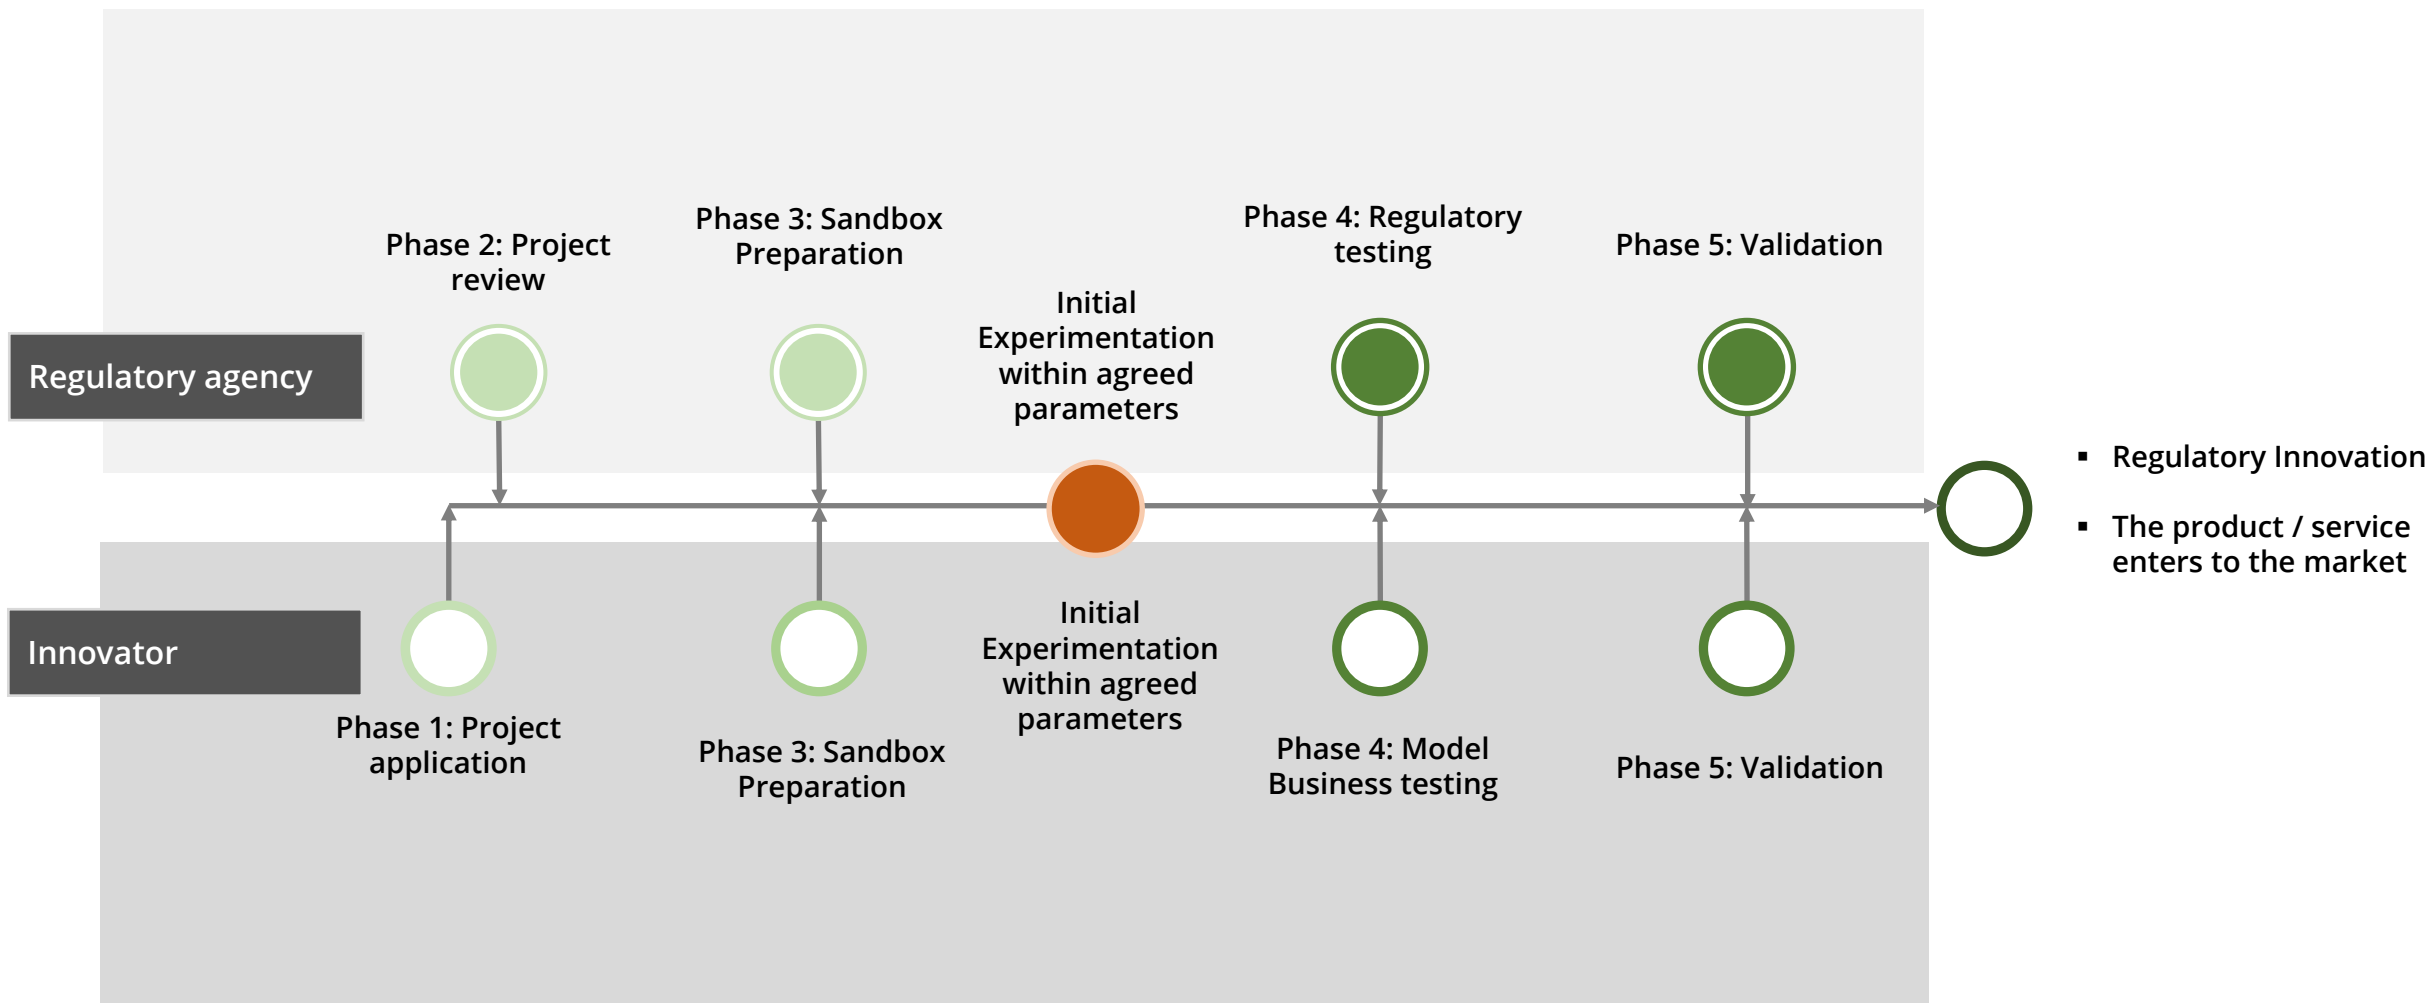 Phase 2: Project
review
Phase 3: Sandbox
Preparation
Initial
Experimentation
within agreed
parameters
Phase 4: Regulatory
testing
Phase 5: Validation
Regulatory agency
▪ Regulatory Innovation
▪ The product / service
enters to the market
Innovator
Phase 1: Project
application
Phase 3: Sandbox
Preparation
Initial
Experimentation
within agreed
parameters
Phase 4: Model
Business testing
Phase 5: Validation